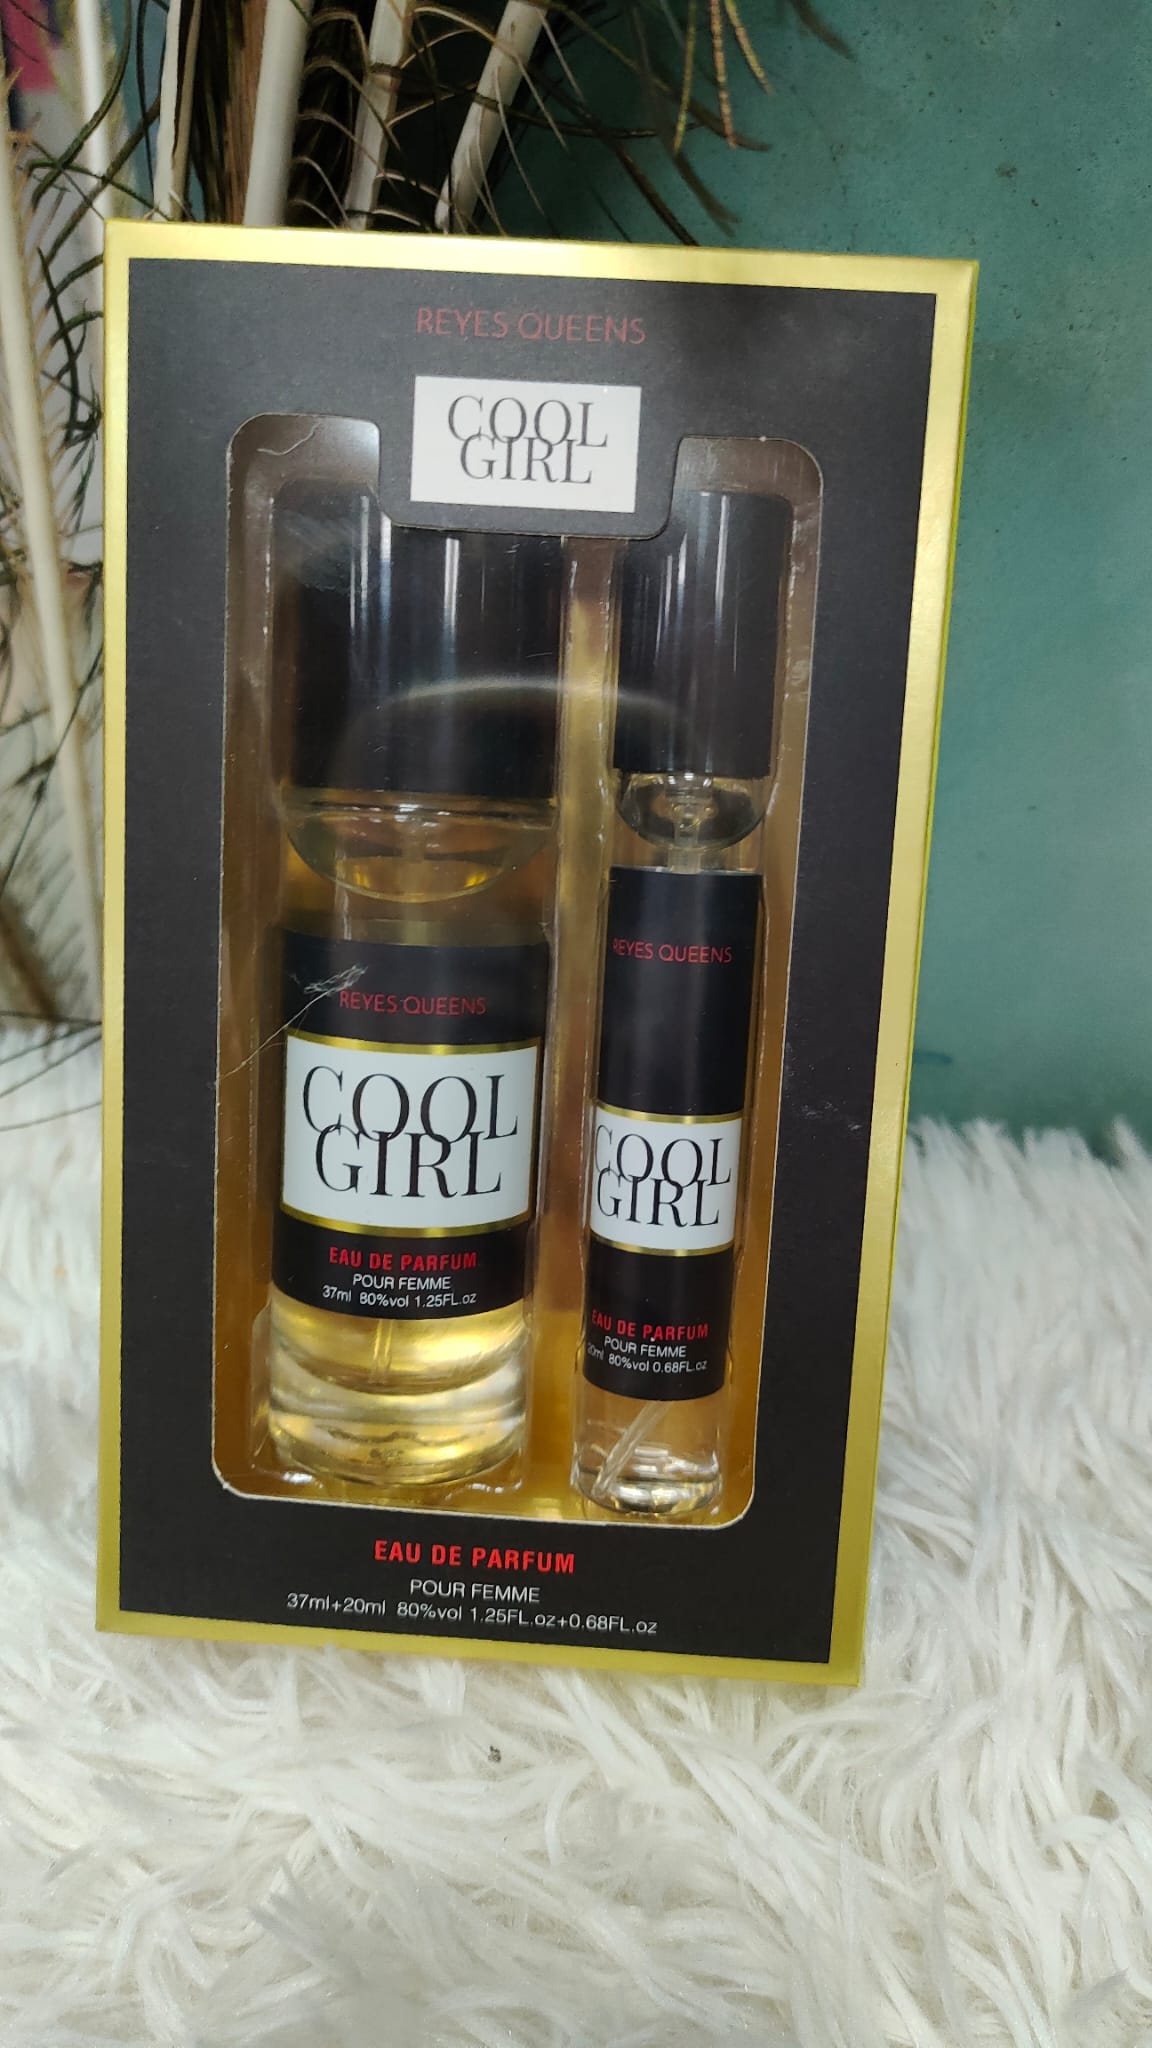 REYES QUEENS
COOL
GIRL
REYES QUEENS
COOL
GIRL
EAU DE PARFUM
POUR FEMME
37ml 80%vol 1.25FL.oz
REYES QUEENS
COOL
GIRL
EAU DE PARFUM
POUR FEMME
20ml 80%vol 0.68FL.oz
EAU DE PARFUM
POUR FEMME
37ml+20ml 80%vol 1.25FL.oz+0.68FL.oz